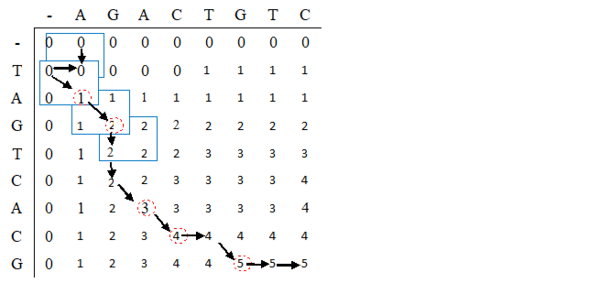 - A G A C T G T C
- 0 0 0 0 0 0 0 0 0
T 0 0 0 0 0 1 1 1 1
A 0 1 1 1 1 1 1 1 1
G 0 1 2 2 2 2 2 2 2
T 0 1 2 2 2 3 3 3 3
C 0 1 2 2 3 3 3 3 4
A 0 1 2 3 3 3 3 3 4
C 0 1 2 3 4 4 4 4 4
G 0 1 2 3 4 4 5 5 5